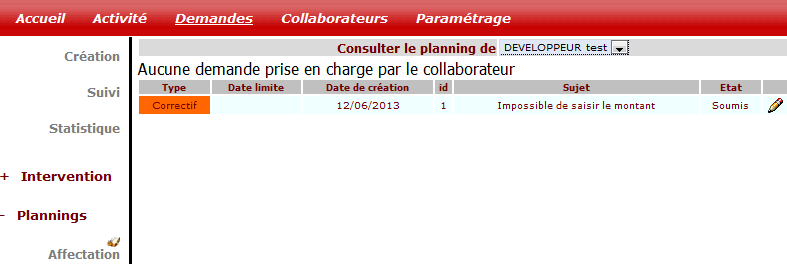 Accueil Activité Demandes Collaborateurs Paramétrage
Création
Suivi
Statistique
+ Intervention
- Plannings
Affectation
Consulter le planning de DEVELOPPEUR test
Aucune demande prise en charge par le collaborateur
Type Date limite Date de création id Sujet Etat
Correctif 12/06/2013 1 Impossible de saisir le montant Soumis